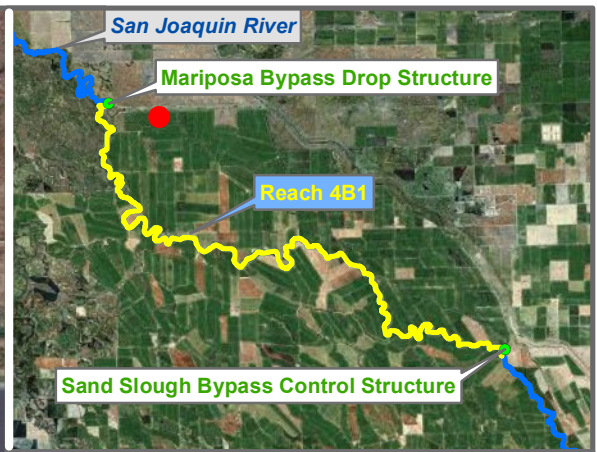 San Joaquin River
Mariposa Bypass Drop Structure
Reach 4B1
Sand Slough Bypass Control Structure